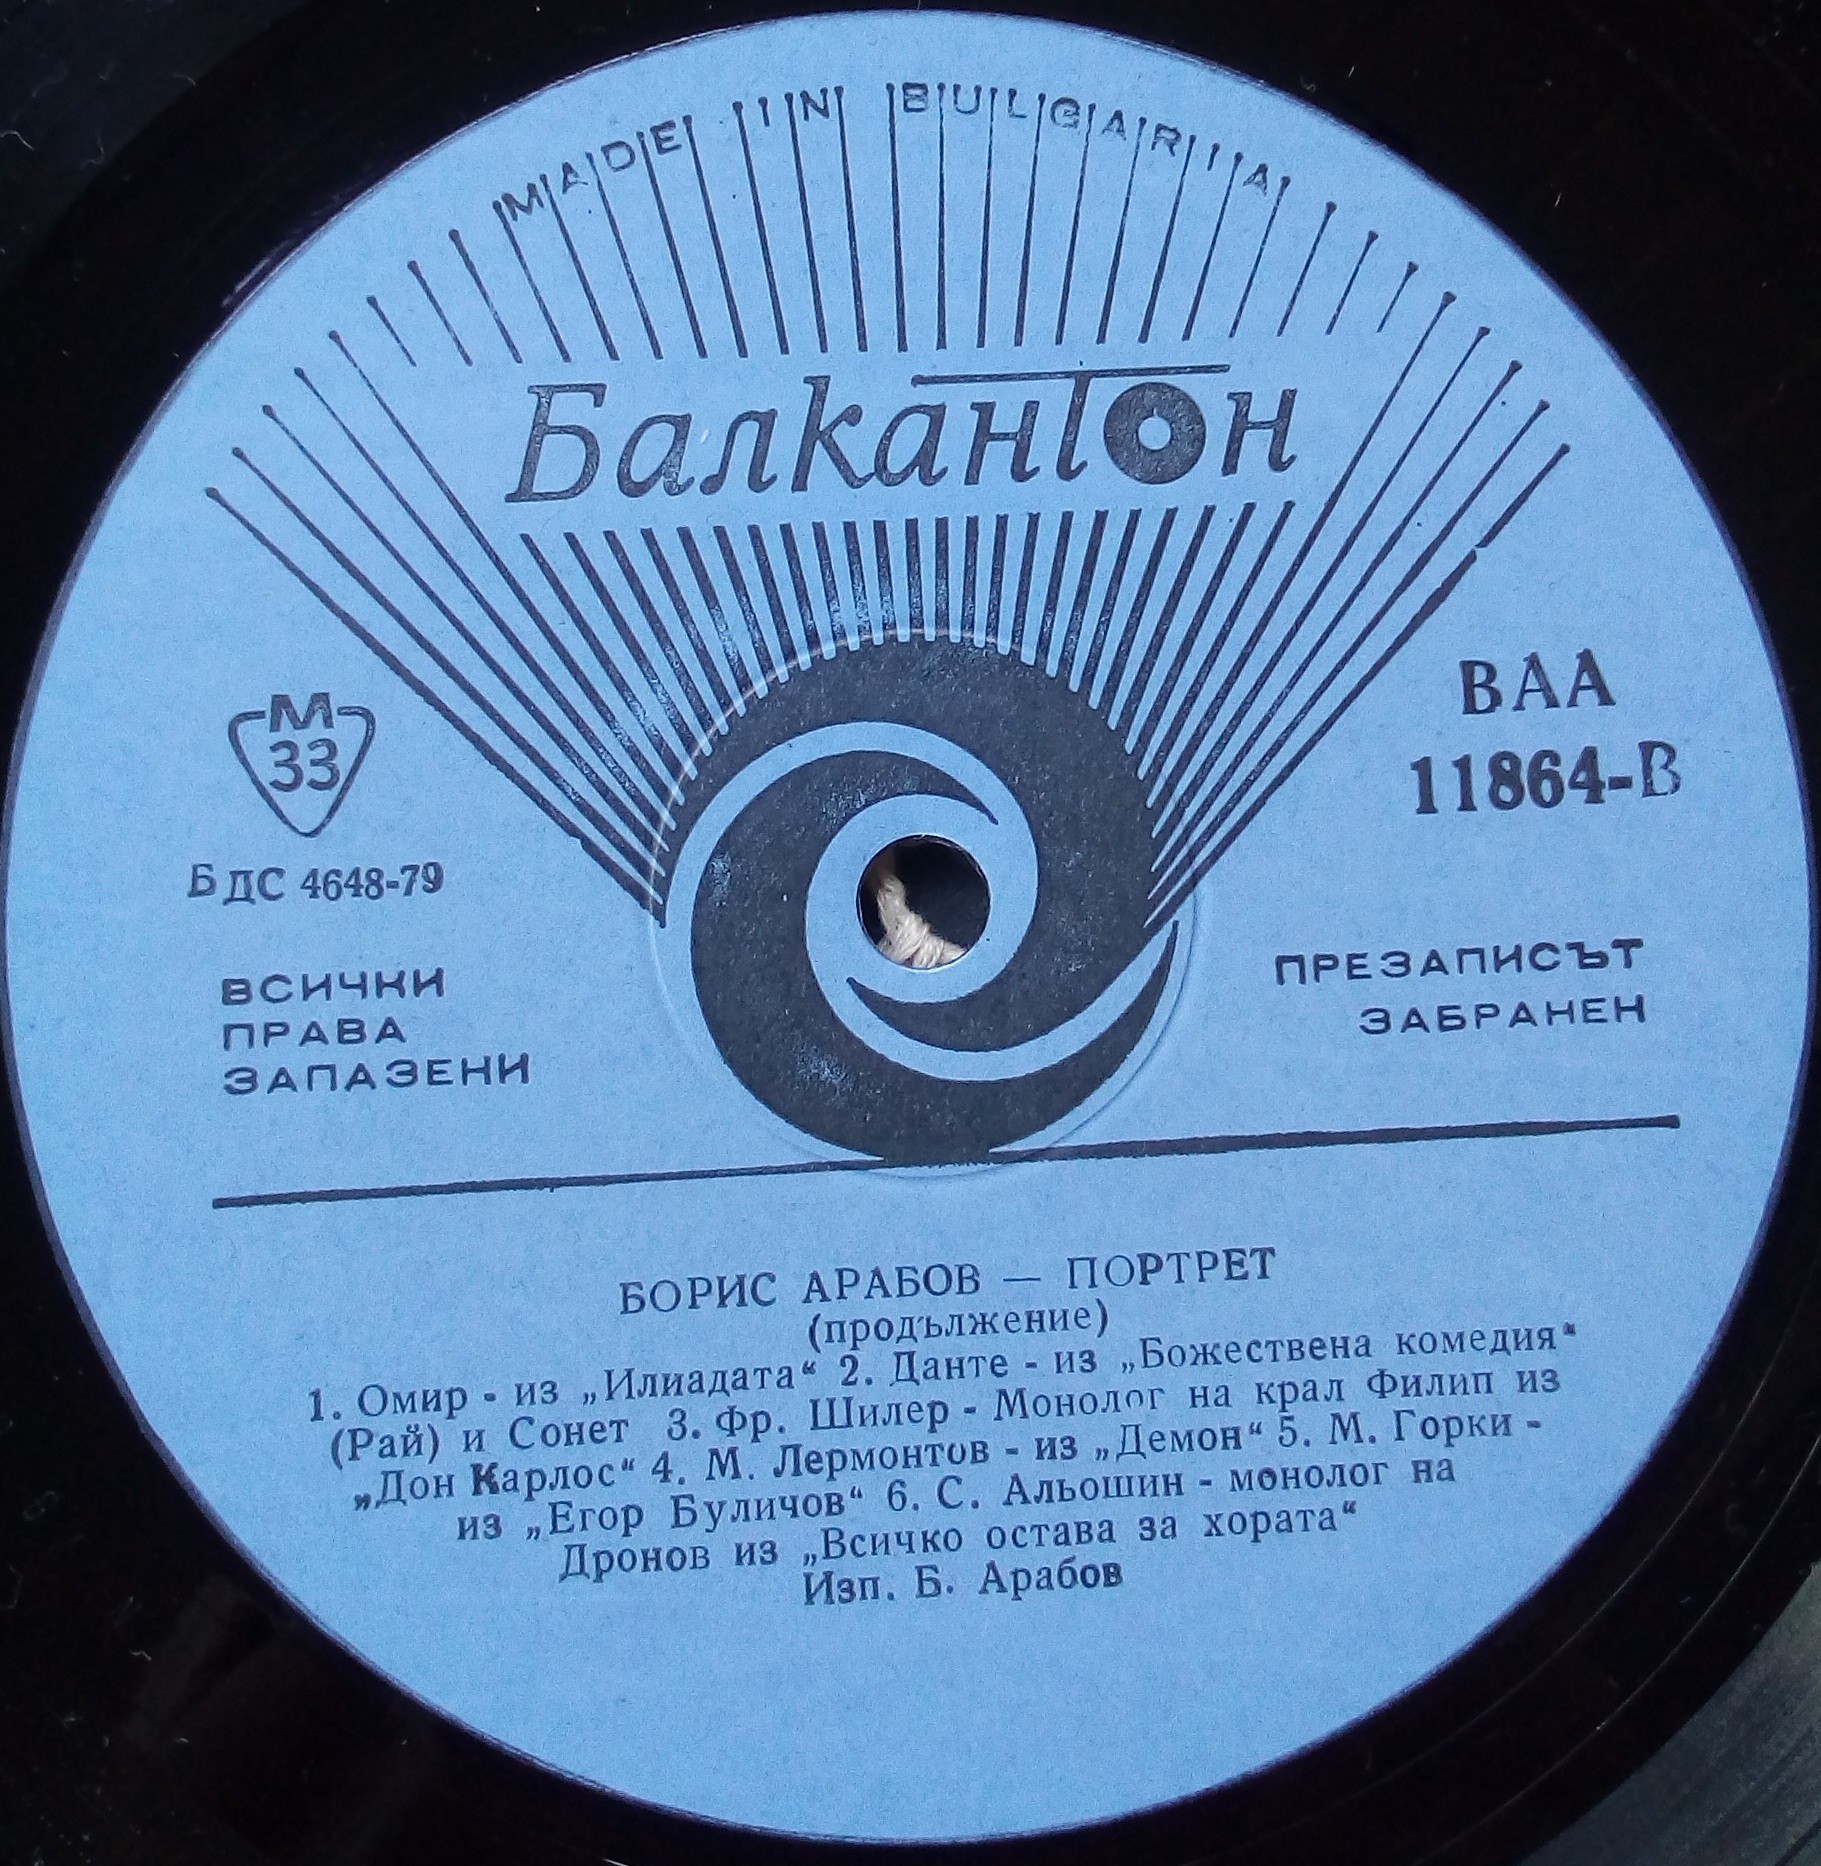 MADE IN BULGARIA
Балкантон
М
33
БДС 4648-79
ВАА
11864-В
ВСИЧКИ
ПРАВА
ЗАПАЗЕНИ
ПРЕЗАПИСЪТ
ЗАБРАНЕН
БОРИС АРАБОВ — ПОРТРЕТ
(продължение)
1. Омир - из „Илиадата“ 2. Данте - из „Божествена комедия“
(Рай) и Сонет 3. Фр. Шилер - Монолог на крал Филип из
„Дон Карлос“ 4. М. Лермонтов - из „Демон“ 5. М. Горки -
из „Егор Буличов“ 6. С. Альошин - монолог на
Дронов из „Всичко остава за хората“
Изп. Б. Арабов